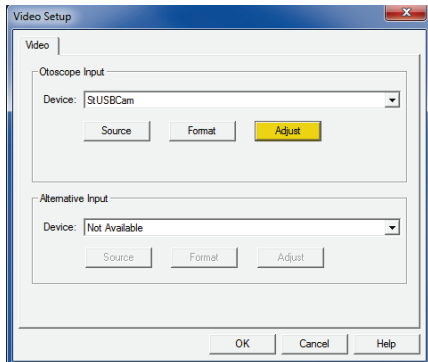 Video Setup
Video
Otoscope Input
Device: StUSBCam
Source Format Adjust
Alternative Input
Device: Not Available
Source Format Adjust
OK Cancel Help